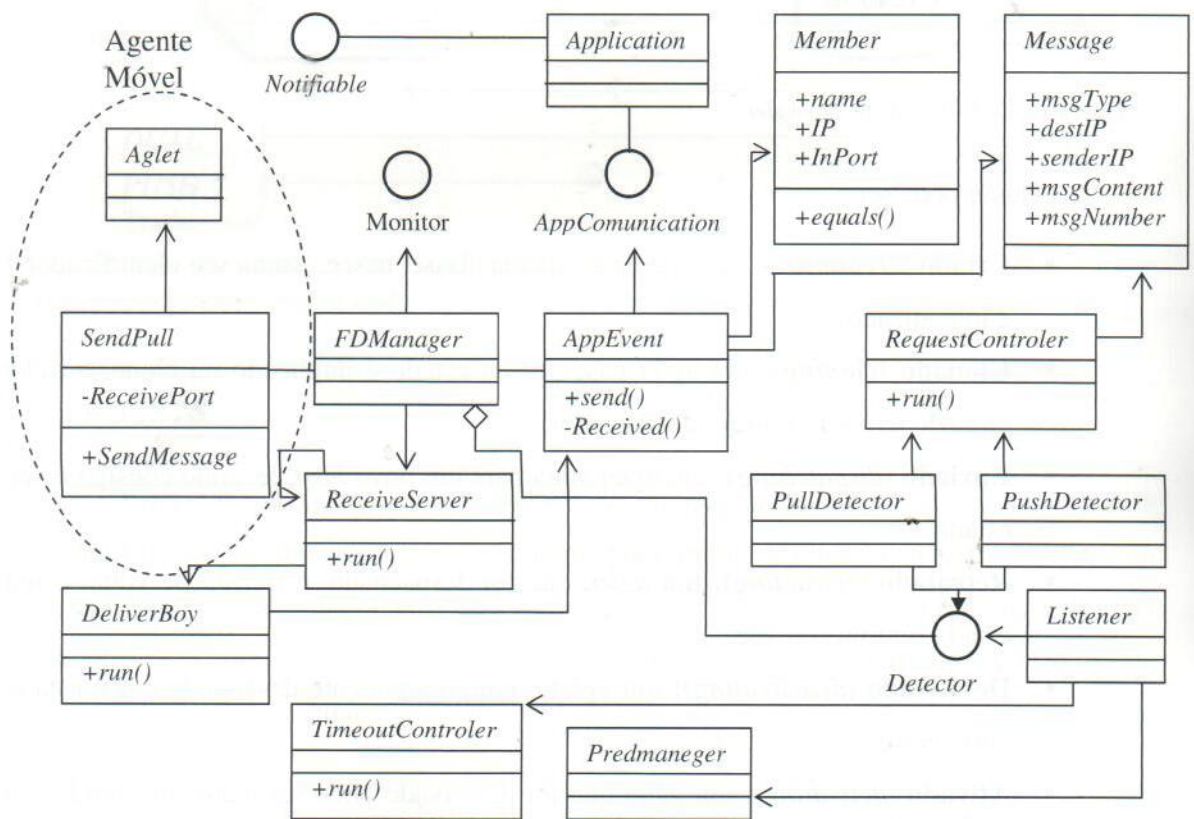 Agente
Móvel
Notifiable
Application
Member
+name
+IP
+InPort
+equals()
Message
+msgType
+destIP
+senderIP
+msgContent
+msgNumber
Aglet
Monitor
AppComunication
SendPull
-ReceivePort
+SendMessage
FDManager
AppEvent
+send()
-Received()
RequestControler
+run()
ReceiveServer
+run()
PullDetector
PushDetector
DeliverBoy
+run()
Listener
Detector
TimeoutControler
+run()
Predmaneger